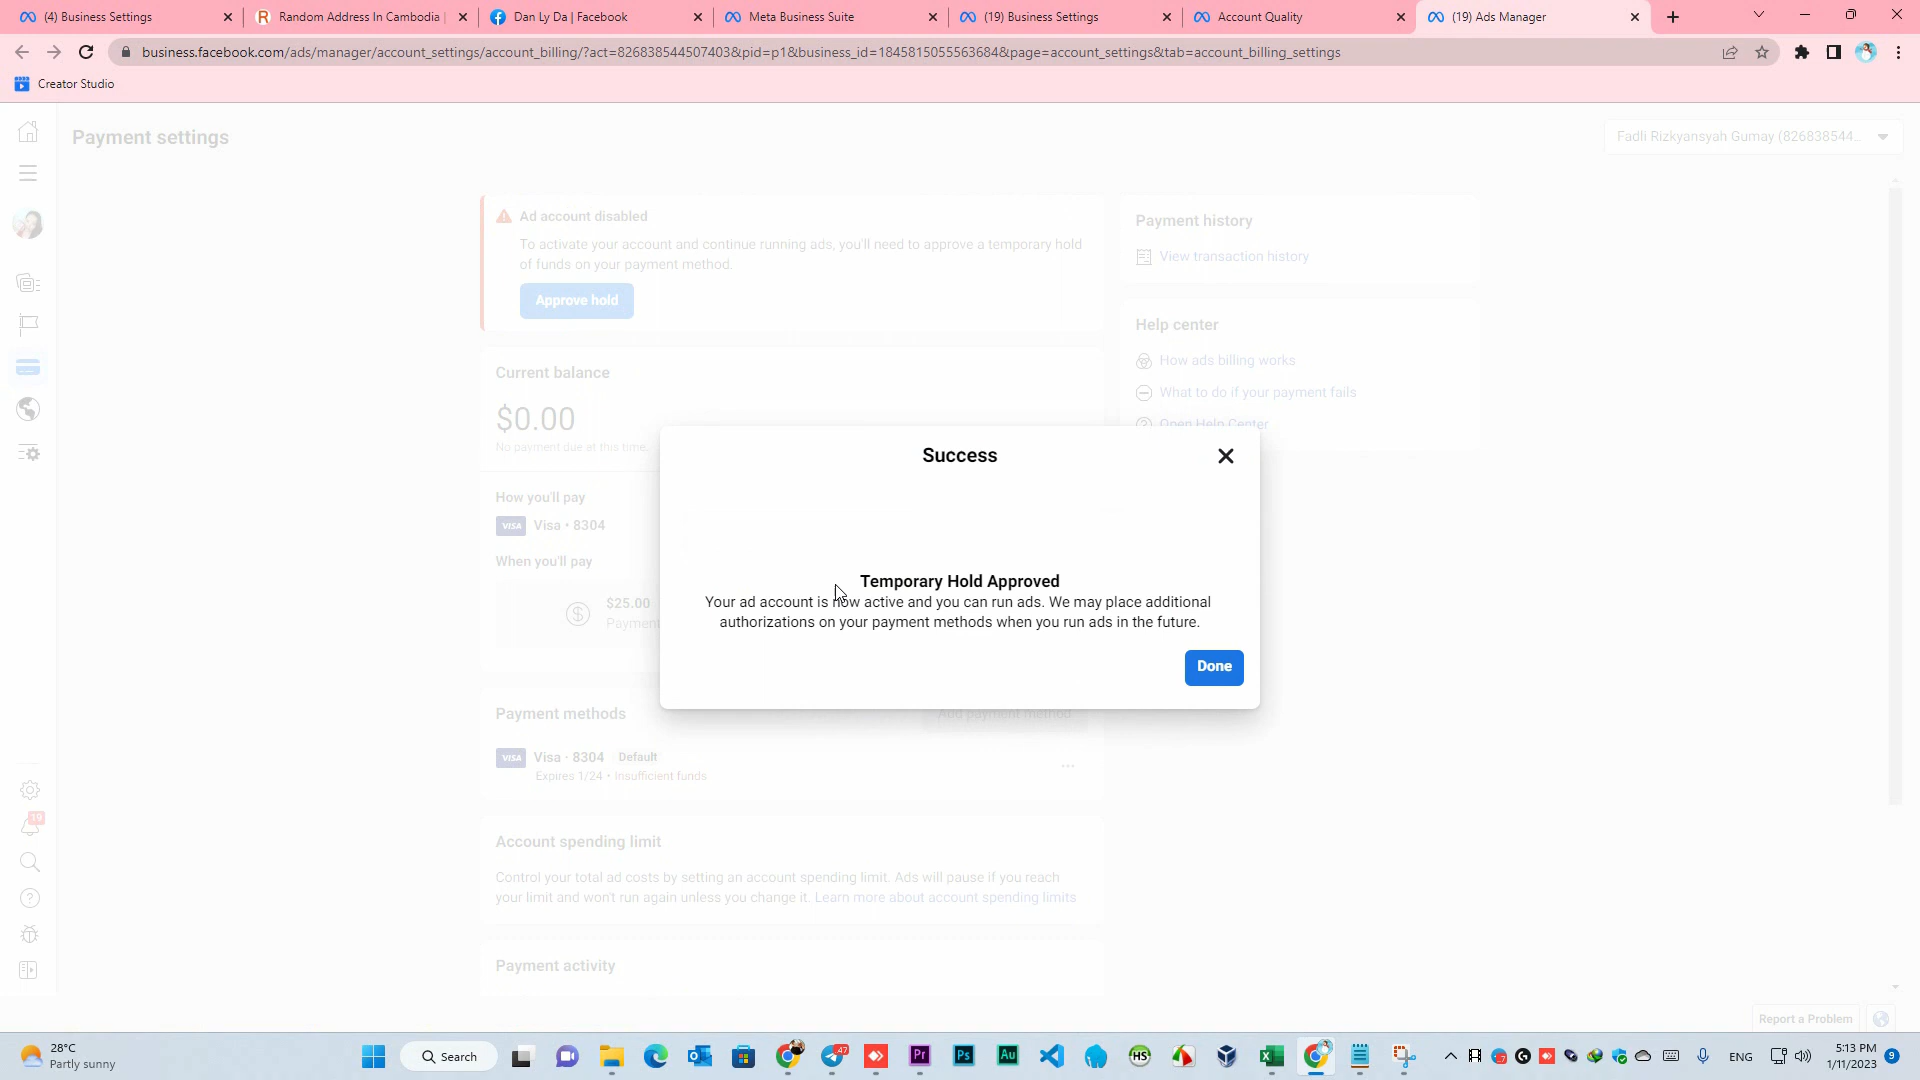 (4) Business Settings
Random Address In Cambodia
Dan Ly Da | Facebook
Meta Business Suite
(19) Business Settings
Account Quality
(19) Ads Manager
business.facebook.com/ads/manager/account_settings/account_billing/?act=826838544507403&pid=p1&business_id=1845815055563684&page=account_settings&tab=account_billing_settings
Creator Studio
Payment settings
Fadli Rizkyansyah Gumay (826838544...
Ad account disabled
To activate your account and continue running ads, you'll need to approve a temporary hold
of funds on your payment method.
Approve hold
Payment history
View transaction history
Help center
How ads billing works
What to do if your payment fails
Open Help Center
Current balance
$0.00
No payment due at this time.
How you'll pay
VISA Visa • 8304
When you'll pay
$25.00
Payment
Success
Temporary Hold Approved
Your ad account is now active and you can run ads. We may place additional
authorizations on your payment methods when you run ads in the future.
Done
Payment methods
Add payment method
VISA Visa · 8304 Default
Expires 1/24 • Insufficient funds
Account spending limit
Control your total ad costs by setting an account spending limit. Ads will pause if you reach
your limit and won't run again unless you change it. Learn more about account spending limits
Payment activity
19
Report a Problem
28°C
Partly sunny
Search
47
Pr
Ps
Au
HS
ENG
5:13 PM
1/11/2023
9